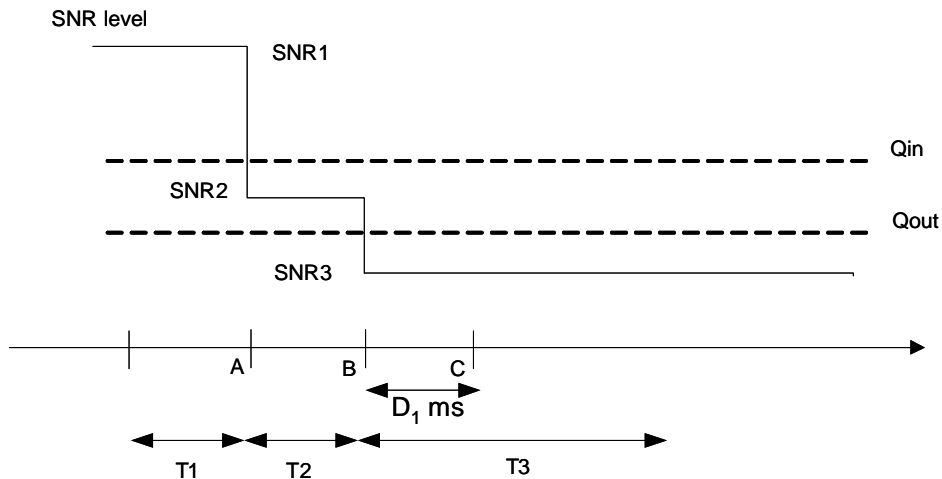 SNR level
SNR1
Qin
SNR2
Qout
SNR3
A B C
D₁ ms
T1 T2 T3